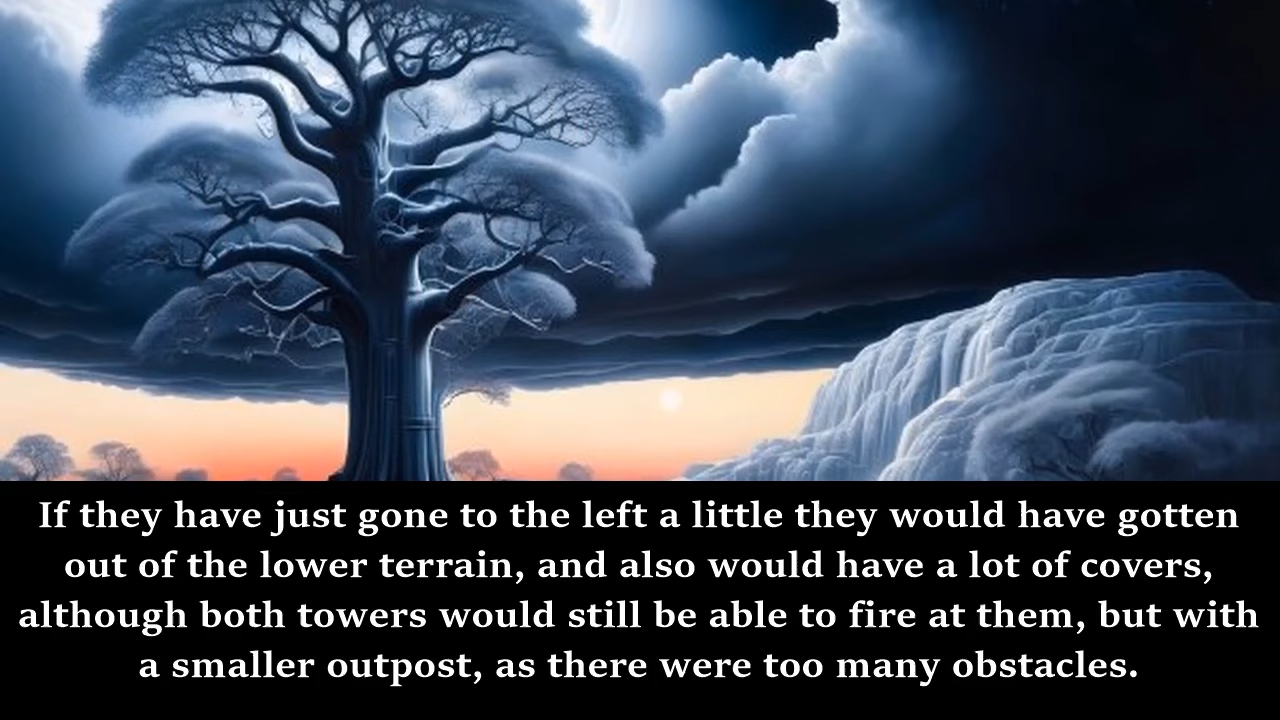 If they have just gone to the left a little they would have gotten
out of the lower terrain, and also would have a lot of covers,
although both towers would still be able to fire at them, but with
a smaller outpost, as there were too many obstacles.